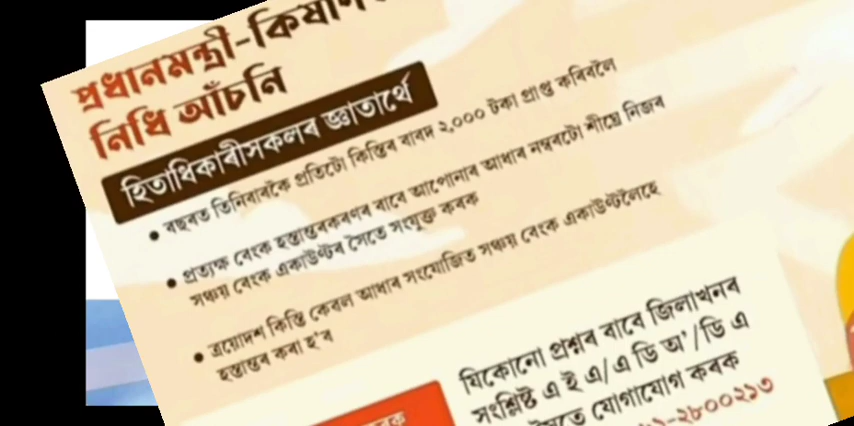 প্ৰধানমন্ত্ৰী-কিষাণ
নিধি আঁচনি
হিতাধিকাৰীসকলৰ জ্ঞাতাৰ্থে
• বছৰত তিনিবাৰকৈ প্ৰতিটো কিস্তিৰ বাবদ ২,০০০ টকা প্ৰাপ্ত কৰিবলৈ
• প্ৰত্যক্ষ বেংক হস্তান্তৰকৰণৰ বাবে আপোনাৰ আধাৰ নম্বৰটো শীঘ্ৰে নিজৰ
সঞ্চয় বেংক একাউণ্টৰ সৈতে সংযুক্ত কৰক
• ত্ৰয়োদশ কিস্তি কেৱল আধাৰ সংযোজিত সঞ্চয় বেংক একাউণ্টলৈহে
হস্তান্তৰ কৰা হ'ব
যিকোনো প্ৰশ্নৰ বাবে জিলাখনৰ
সংশ্লিষ্ট এ ই এ/এ ডি অ'/ডি এ
সৈতে যোগাযোগ কৰক
-২৮০০২১৩